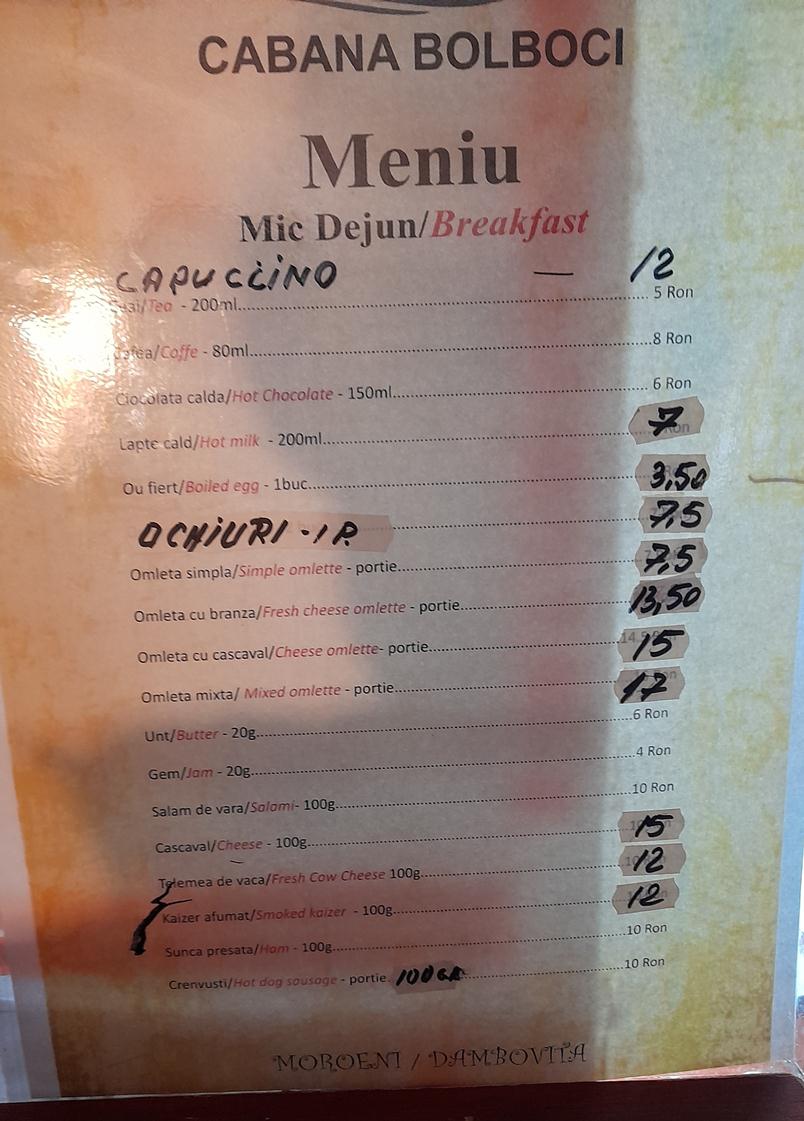 CABANA BOLBOCI
Meniu
Mic Dejun/Breakfast
CAPUCCINO — 12
Ceai/Tea - 200ml 5 Ron
Cafea/Coffe - 80ml 8 Ron
Ciocolata calda/Hot Chocolate - 150ml 6 Ron
Lapte cald/Hot milk - 200ml 7
Ou fiert/Boiled egg - 1buc 3,50
OCHIURI - 1 P. 7,5
Omleta simpla/Simple omlette - portie 7,5
Omleta cu branza/Fresh cheese omlette - portie 13,50
Omleta cu cascaval/Cheese omlette- portie 15
Omleta mixta/ Mixed omlette - portie 17
Unt/Butter - 20g 6 Ron
Gem/Jam - 20g 4 Ron
Salam de vara/Salami- 100g 10 Ron
Cascaval/Cheese - 100g 15
Telemea de vaca/Fresh Cow Cheese 100g 12
Kaizer afumat/Smoked kaizer - 100g 12
Sunca presata/Ham - 100g 10 Ron
Crenvusti/Hot dog sausage - portie 100GR 10 Ron
MOROENI / DAMBOVITA